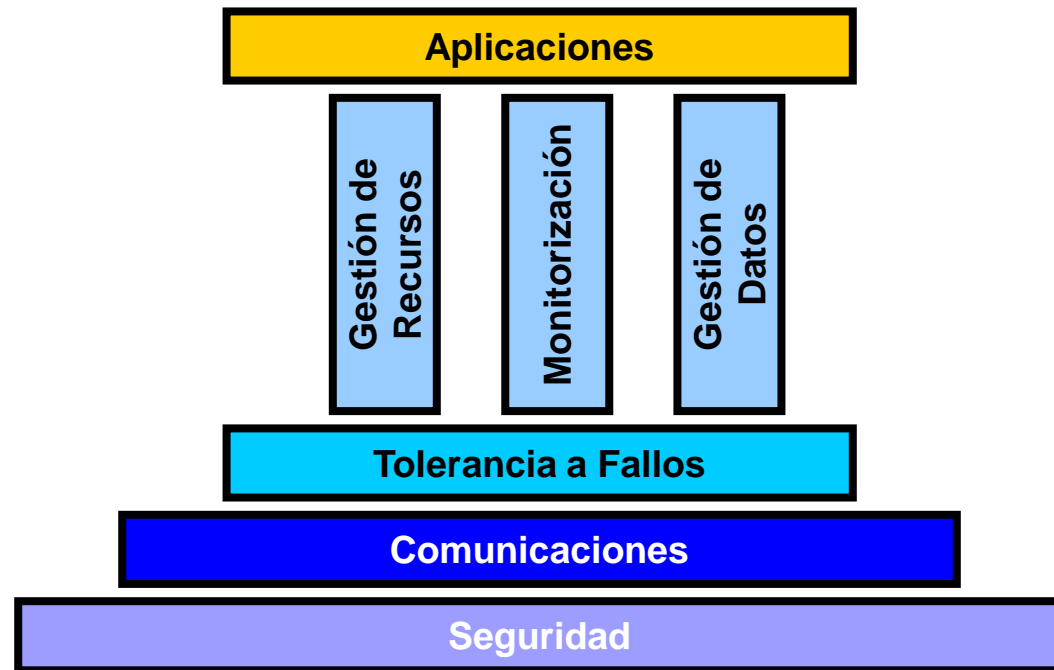 Aplicaciones
Gestión de
Recursos
Monitorización
Gestión de
Datos
Tolerancia a Fallos
Comunicaciones
Seguridad